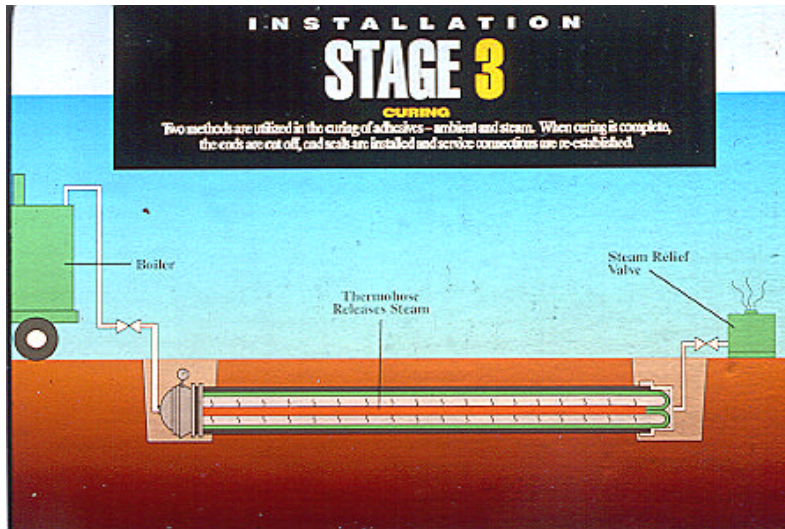 INSTALLATION
STAGE 3
CURING
Two methods are utilized in the curing of adhesives – ambient and steam. When curing is complete,
the ends are cut off, end seals are installed and service connections are re-established.
Boiler
Steam Relief
Valve
Thermohose
Releases Steam